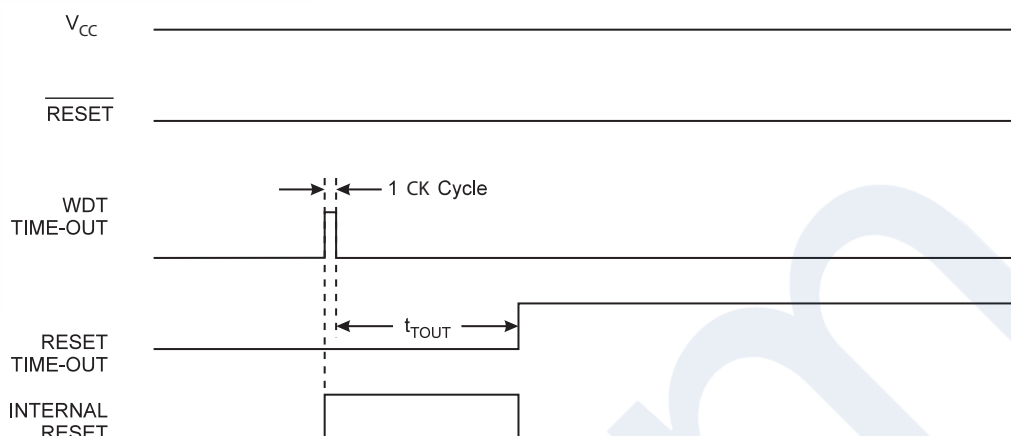 VCC
RESET
1 CK Cycle
WDT
TIME-OUT
tTOUT
RESET
TIME-OUT
INTERNAL
RESET